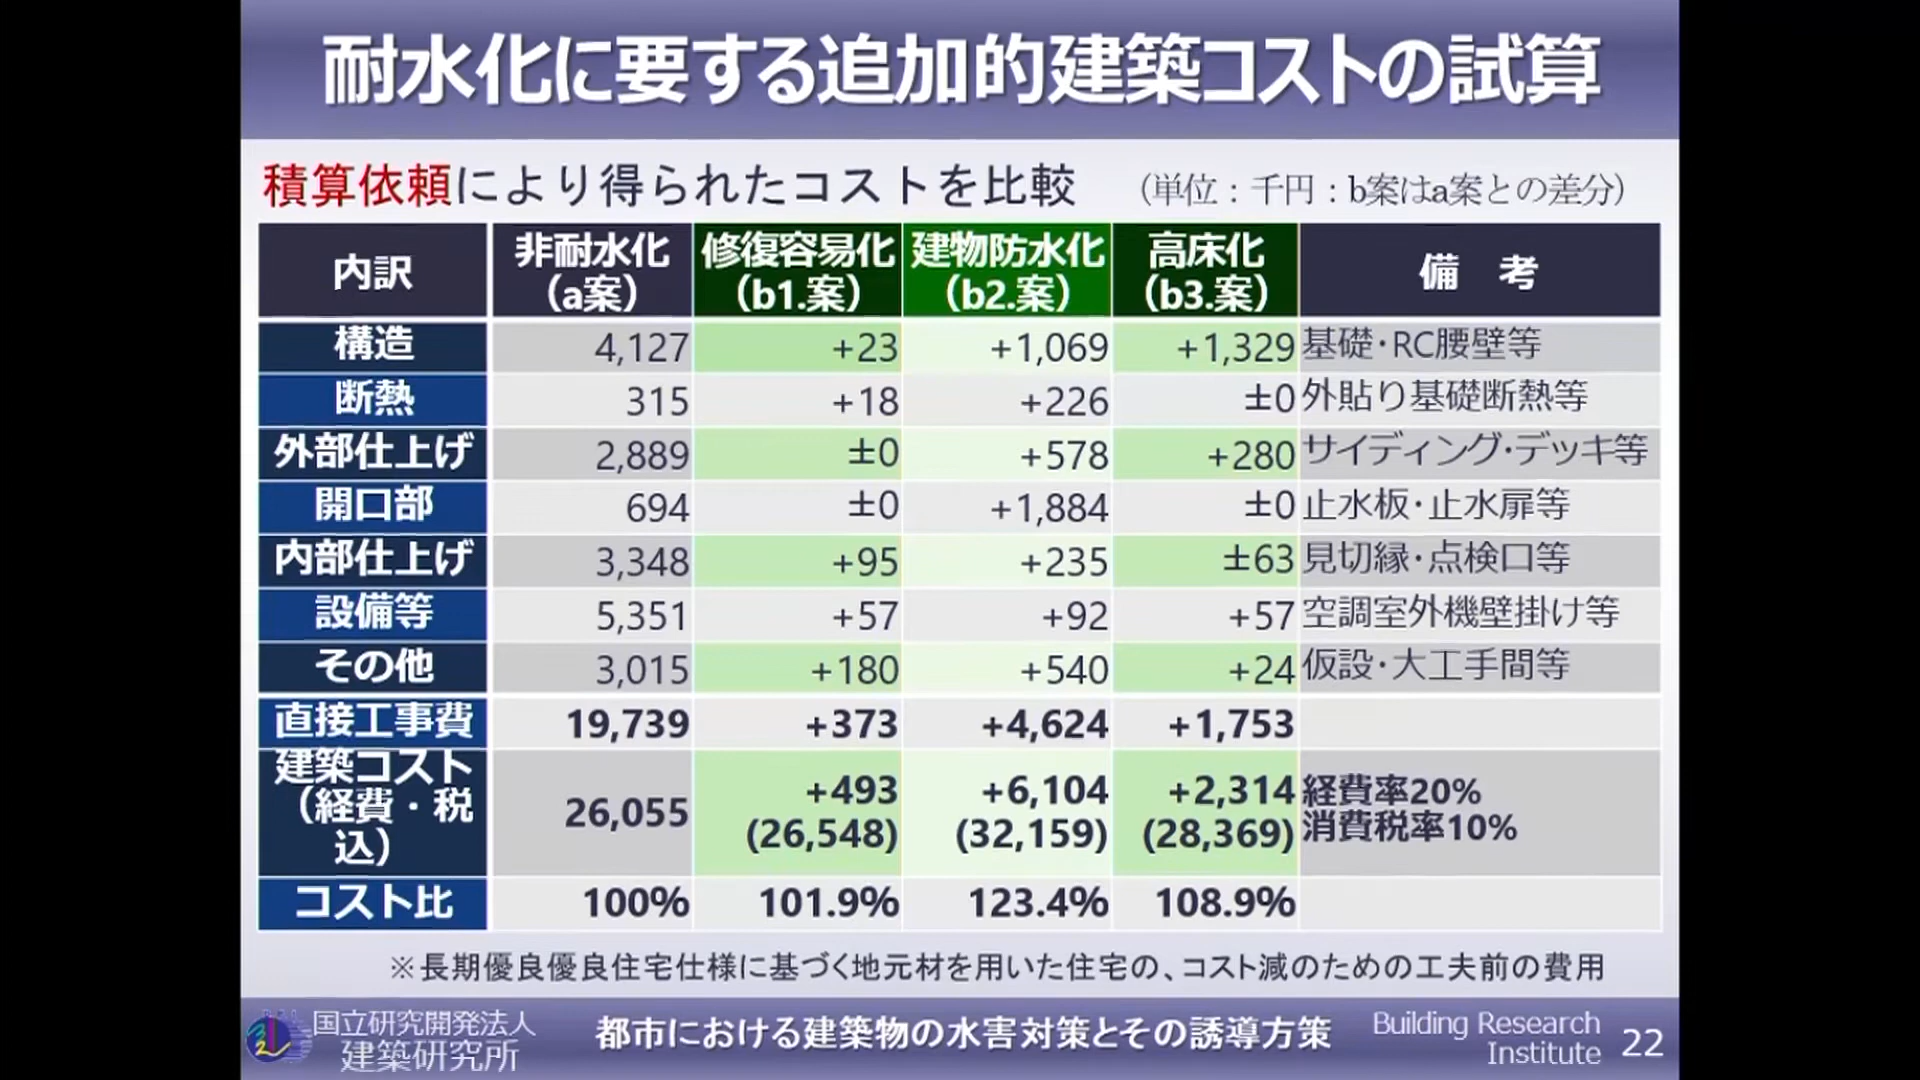 耐水化に要する追加的建築コストの試算
積算依頼により得られたコストを比較 (単位：千円：b案はa案との差分)
内訳 非耐水化（a案） 修復容易化（b1.案） 建物防水化（b2.案） 高床化（b3.案） 備 考
構造 4,127 +23 +1,069 +1,329 基礎・RC腰壁等
断熱 315 +18 +226 ±0 外貼り基礎断熱等
外部仕上げ 2,889 ±0 +578 +280 サイディング・デッキ等
開口部 694 ±0 +1,884 ±0 止水板・止水扉等
内部仕上げ 3,348 +95 +235 ±63 見切縁・点検口等
設備等 5,351 +57 +92 +57 空調室外機壁掛け等
その他 3,015 +180 +540 +24 仮設・大工手間等
直接工事費 19,739 +373 +4,624 +1,753
建築コスト（経費・税込） 26,055 +493 (26,548) +6,104 (32,159) +2,314 (28,369) 経費率20% 消費税率10%
コスト比 100% 101.9% 123.4% 108.9%
※長期優良優良住宅仕様に基づく地元材を用いた住宅の、コスト減のための工夫前の費用
国立研究開発法人
建築研究所
都市における建築物の水害対策とその誘導方策
Building Research
Institute
22